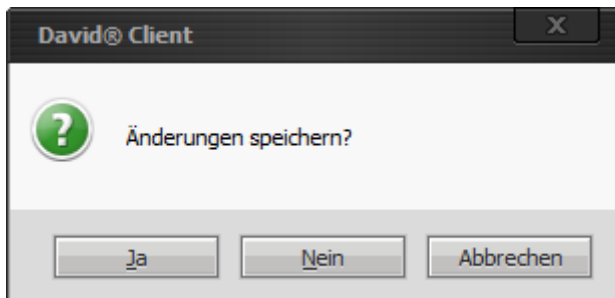 David® Client
X
Änderungen speichern?
Ja
Nein
Abbrechen